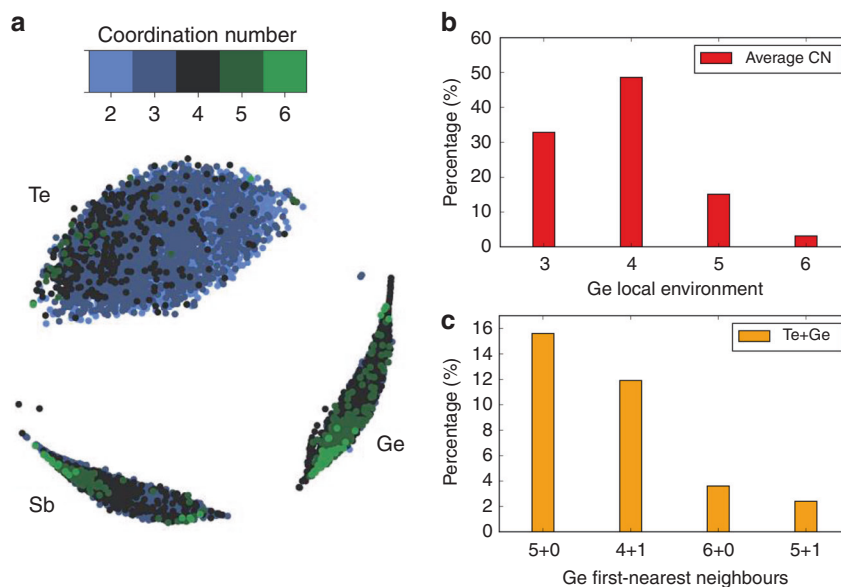 a
Coordination number
2 3 4 5 6
Te
Ge
Sb
b
60
50
40
30
20
10
0
Percentage (%)
Average CN
3 4 5 6
Ge local environment
c
16
14
12
10
8
6
4
2
0
Percentage (%)
Te+Ge
5+0 4+1 6+0 5+1
Ge first-nearest neighbours